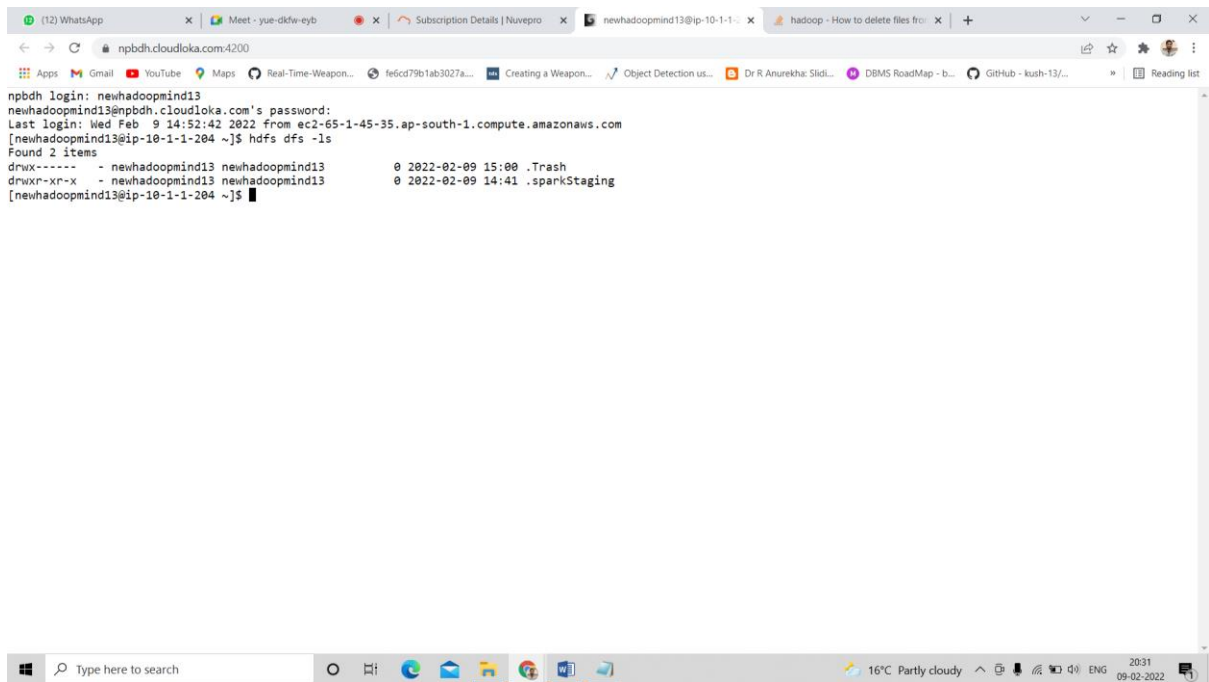 (12) WhatsApp
Meet - yue-dkfw-eyb
Subscription Details | Nuvepro
newhadoopmind13@ip-10-1-1-2
hadoop - How to delete files fror
npbdh.cloudloka.com:4200
Apps
Gmail
YouTube
Maps
Real-Time-Weapon...
fe6cd79b1ab3027a....
Creating a Weapon...
Object Detection us...
Dr R Anurekha: Slidi...
DBMS RoadMap - b...
GitHub - kush-13/...
»
Reading list
npbdh login: newhadoopmind13
newhadoopmind13@npbdh.cloudloka.com's password:
Last login: Wed Feb  9 14:52:42 2022 from ec2-65-1-45-35.ap-south-1.compute.amazonaws.com
[newhadoopmind13@ip-10-1-1-204 ~]$ hdfs dfs -ls
Found 2 items
drwx------   - newhadoopmind13 newhadoopmind13          0 2022-02-09 15:00 .Trash
drwxr-xr-x   - newhadoopmind13 newhadoopmind13          0 2022-02-09 14:41 .sparkStaging
[newhadoopmind13@ip-10-1-1-204 ~]$
Type here to search
16°C Partly cloudy
ENG
20:31
09-02-2022